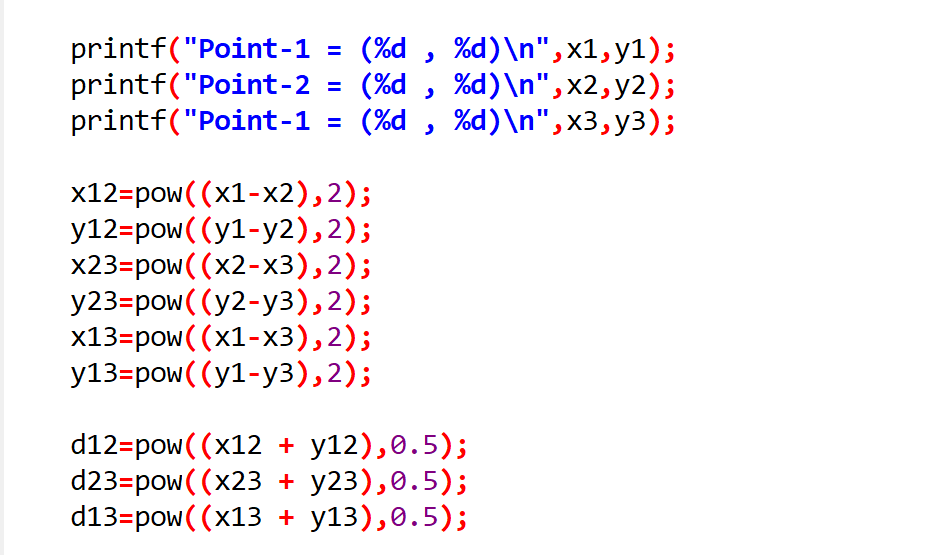 printf("Point-1 = (%d , %d)\n",x1,y1);
printf("Point-2 = (%d , %d)\n",x2,y2);
printf("Point-1 = (%d , %d)\n",x3,y3);
x12=pow((x1-x2),2);
y12=pow((y1-y2),2);
x23=pow((x2-x3),2);
y23=pow((y2-y3),2);
x13=pow((x1-x3),2);
y13=pow((y1-y3),2);
d12=pow((x12 + y12),0.5);
d23=pow((x23 + y23),0.5);
d13=pow((x13 + y13),0.5);